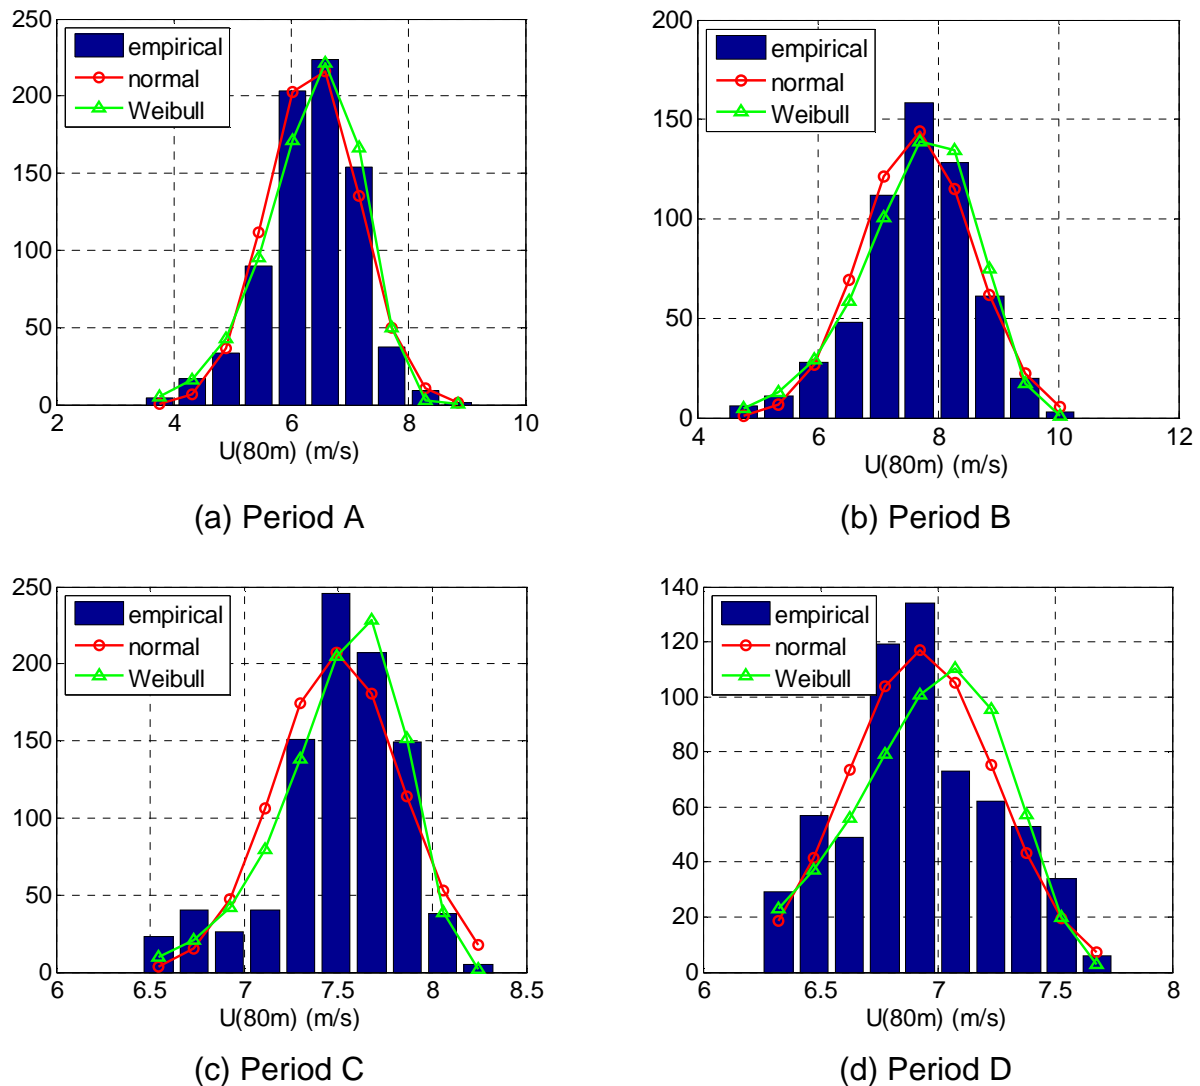 250
200
150
100
50
0
empirical
normal
Weibull
2 4 6 8 10
U(80m) (m/s)
(a) Period A
200
150
100
50
0
empirical
normal
Weibull
4 6 8 10 12
U(80m) (m/s)
(b) Period B
250
200
150
100
50
0
empirical
normal
Weibull
6 6.5 7 7.5 8 8.5
U(80m) (m/s)
(c) Period C
140
120
100
80
60
40
20
0
empirical
normal
Weibull
6 6.5 7 7.5 8
U(80m) (m/s)
(d) Period D